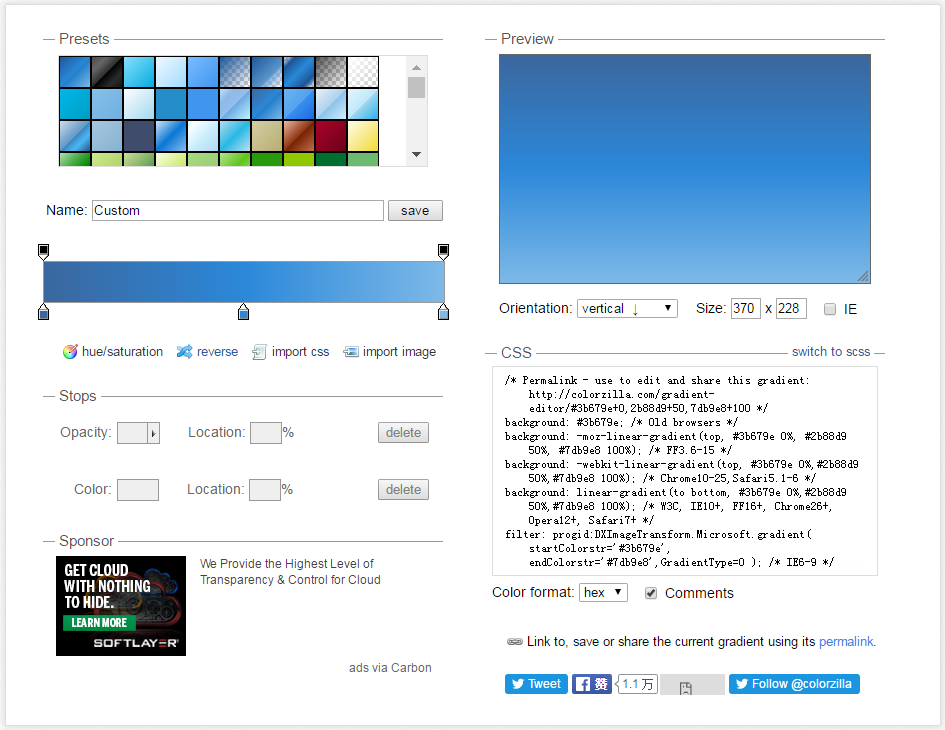 Presets
Name: Custom save
hue/saturation reverse import css import image
Stops
Opacity: Location: % delete
Color: Location: % delete
Sponsor
GET CLOUD
WITH NOTHING
TO HIDE.
LEARN MORE
SOFTLAYER®
We Provide the Highest Level of
Transparency & Control for Cloud
ads via Carbon
Preview
Orientation: vertical ↓ Size: 370 x 228 IE
CSS switch to scss
/* Permalink - use to edit and share this gradient:
http://colorzilla.com/gradient-
editor/#3b679e+0,2b88d9+50,7db9e8+100 */
background: #3b679e; /* Old browsers */
background: -moz-linear-gradient(top, #3b679e 0%, #2b88d9
50%, #7db9e8 100%); /* FF3.6-15 */
background: -webkit-linear-gradient(top, #3b679e 0%,#2b88d9
50%,#7db9e8 100%); /* Chrome10-25,Safari5.1-6 */
background: linear-gradient(to bottom, #3b679e 0%,#2b88d9
50%,#7db9e8 100%); /* W3C, IE10+, FF16+, Chrome26+,
Opera12+, Safari7+ */
filter: progid:DXImageTransform.Microsoft.gradient(
startColorstr='#3b679e',
endColorstr='#7db9e8',GradientType=0 ); /* IE6-9 */
Color format: hex Comments
Link to, save or share the current gradient using its permalink.
Tweet 赞 1.1 万 Follow @colorzilla